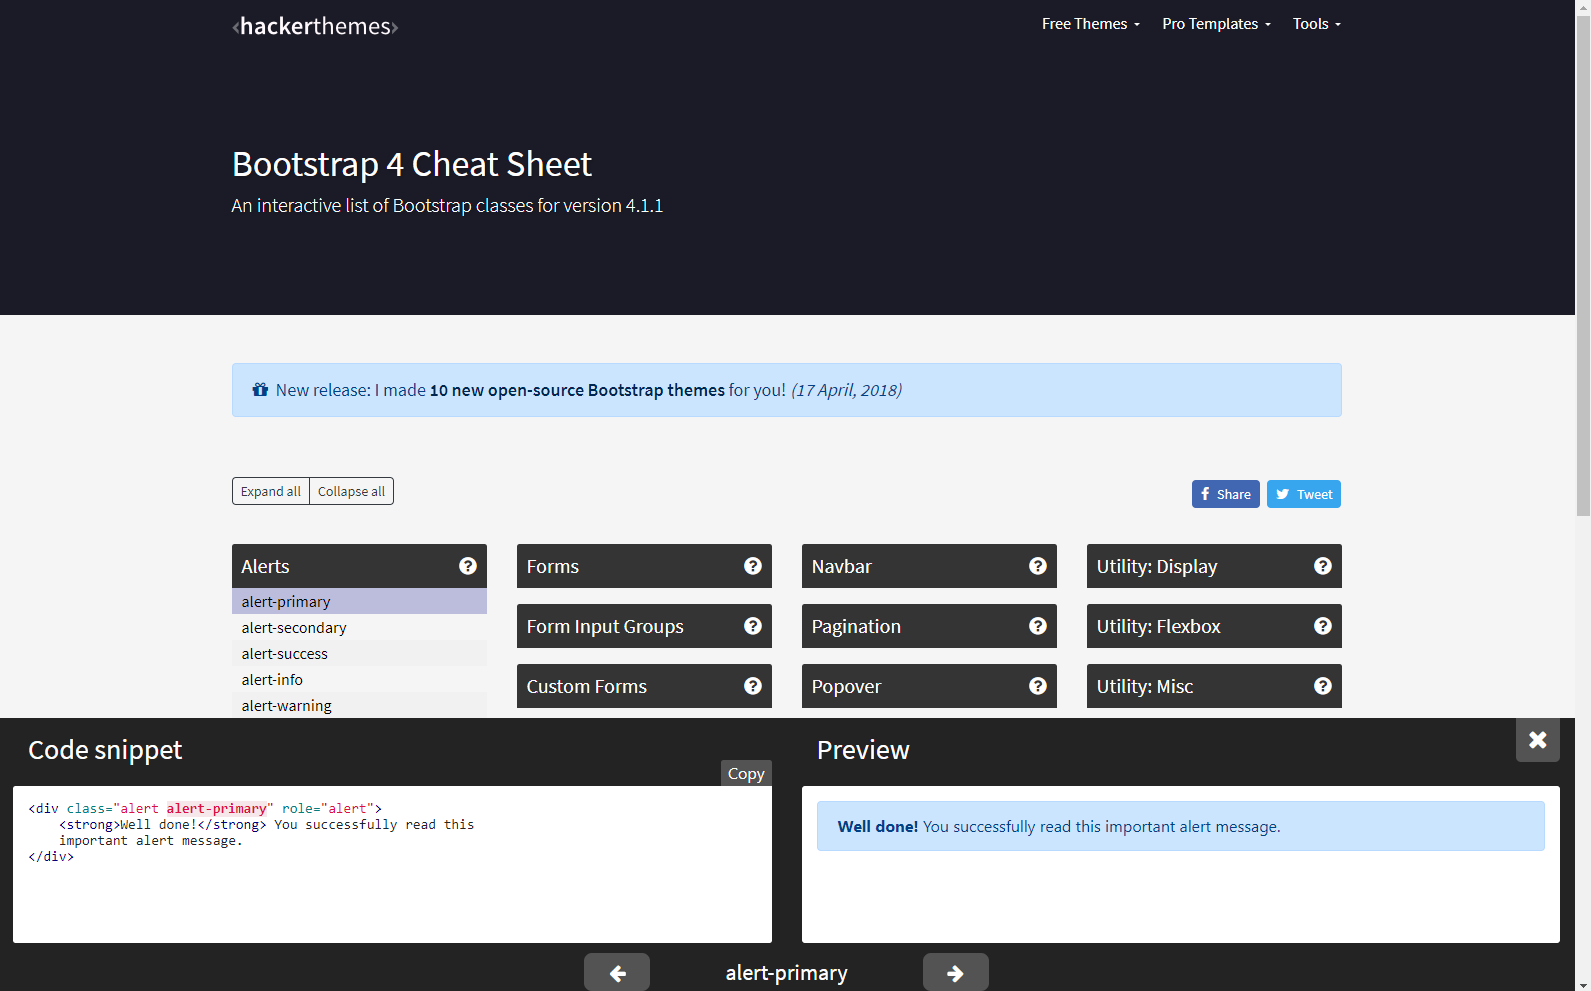 ‹hackerthemes›
Free Themes
Pro Templates
Tools
Bootstrap 4 Cheat Sheet
An interactive list of Bootstrap classes for version 4.1.1
New release: I made 10 new open-source Bootstrap themes for you! (17 April, 2018)
Expand all
Collapse all
Share
Tweet
Alerts
alert-primary
alert-secondary
alert-success
alert-info
alert-warning
Forms
Form Input Groups
Custom Forms
Navbar
Pagination
Popover
Utility: Display
Utility: Flexbox
Utility: Misc
Code snippet
Copy
<div class="alert alert-primary" role="alert">
    <strong>Well done!</strong> You successfully read this
    important alert message.
</div>
Preview
Well done! You successfully read this important alert message.
alert-primary